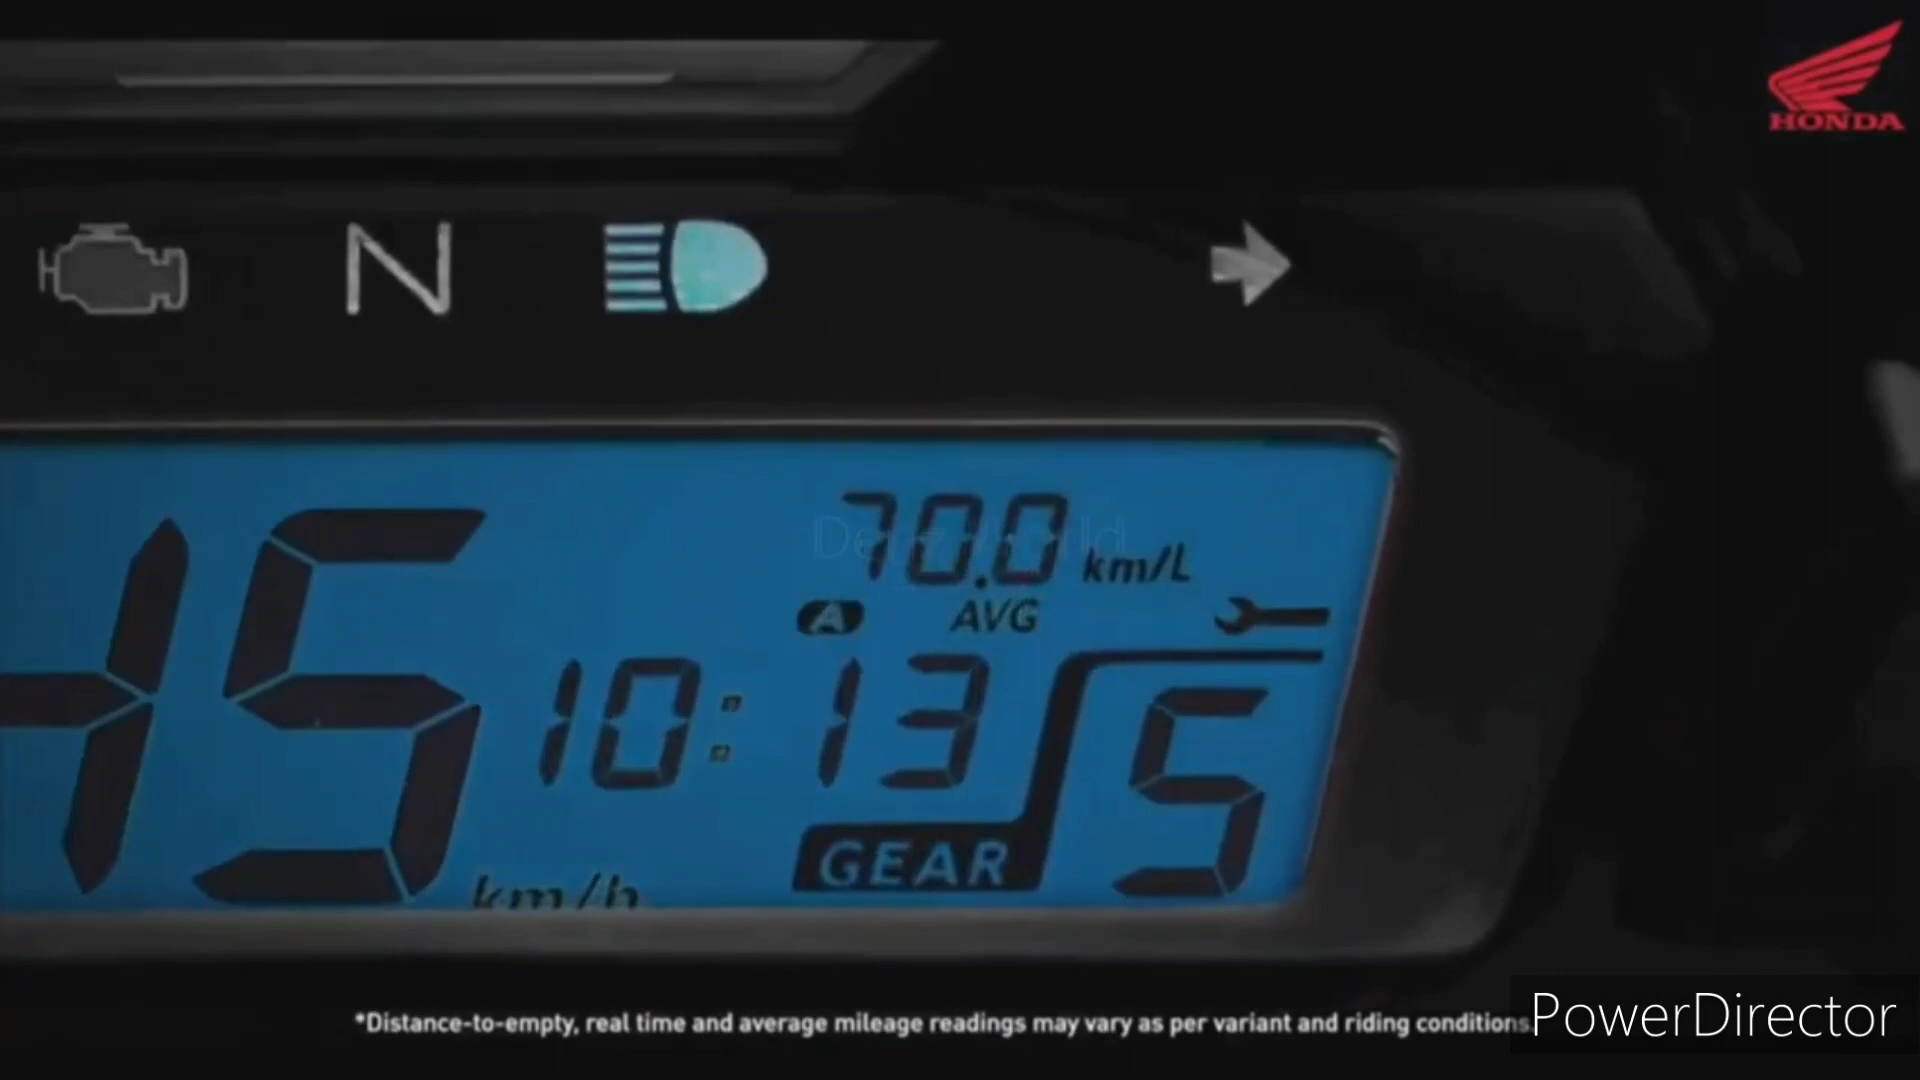 HONDA
N
70.0 km/L
A AVG
45 km/h
10:13
GEAR 5
*Distance-to-empty, real time and average mileage readings may vary as per variant and riding conditions.
PowerDirector